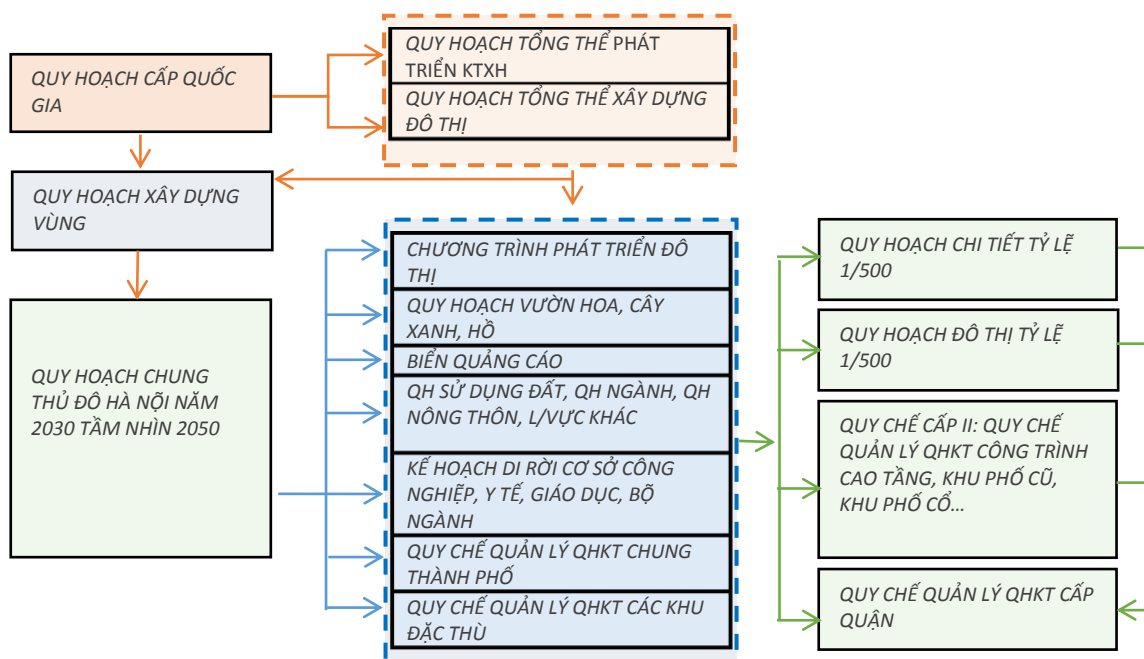 QUY HOẠCH CẤP QUỐC
GIA
QUY HOẠCH TỔNG THỂ PHÁT
TRIỂN KTXH
QUY HOẠCH TỔNG THỂ XÂY DỰNG
ĐÔ THỊ
QUY HOẠCH XÂY DỰNG
VÙNG
QUY HOẠCH CHUNG
THỦ ĐÔ HÀ NỘI NĂM
2030 TẦM NHÌN 2050
CHƯƠNG TRÌNH PHÁT TRIỂN ĐÔ
THỊ
QUY HOẠCH VƯỜN HOA, CÂY
XANH, HỒ
BIỂN QUẢNG CÁO
QH SỬ DỤNG ĐẤT, QH NGÀNH, QH
NÔNG THÔN, L/VỰC KHÁC
KẾ HOẠCH DI RỜI CƠ SỞ CÔNG
NGHIỆP, Y TẾ, GIÁO DỤC, BỘ
NGÀNH
QUY CHẾ QUẢN LÝ QHKT CHUNG
THÀNH PHỐ
QUY CHẾ QUẢN LÝ QHKT CÁC KHU
ĐẶC THÙ
QUY HOẠCH CHI TIẾT TỶ LẼ
1/500
QUY HOẠCH ĐÔ THỊ TỶ LẼ
1/500
QUY CHẾ CẤP II: QUY CHẾ
QUẢN LÝ QHKT CÔNG TRÌNH
CAO TẦNG, KHU PHỐ CŨ,
KHU PHỐ CỔ…
QUY CHẾ QUẢN LÝ QHKT CẤP
QUẬN